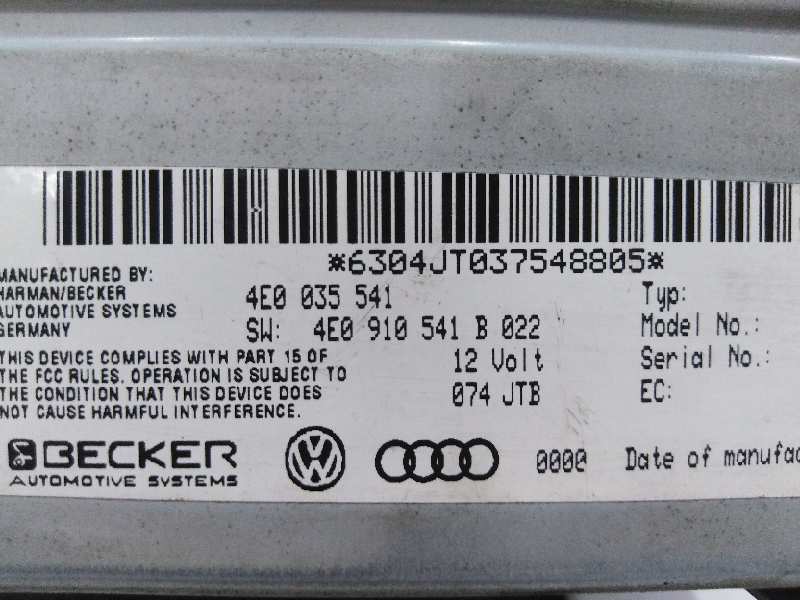 *6304JT037548805*
MANUFACTURED BY:
HARMAN/BECKER
AUTOMOTIVE SYSTEMS
GERMANY
4E0 035 541
SW: 4E0 910 541 B 022
Typ:
Model No.:
THIS DEVICE COMPLIES WITH PART 15 OF
THE FCC RULES. OPERATION IS SUBJECT TO
THE CONDITION THAT THIS DEVICE DOES
NOT CAUSE HARMFUL INTERFERENCE.
12 Volt
074 JTB
Serial No.:
EC:
BECKER
AUTOMOTIVE SYSTEMS
VW
0000
Date of manufac